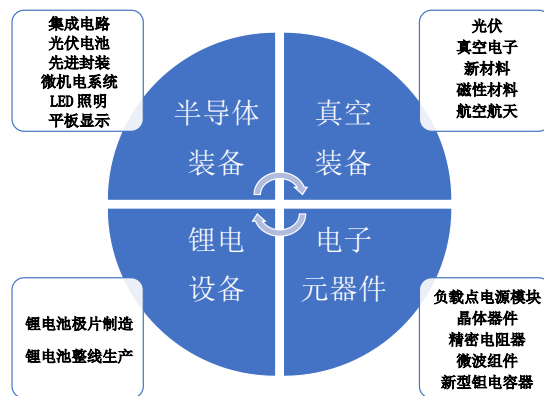 集成电路
光伏电池
先进封装
微机电系统
LED 照明
平板显示
半导体
装备
真空
装备
光伏
真空电子
新材料
磁性材料
航空航天
锂电
设备
电子
元器件
锂电池极片制造
锂电池整线生产
负载点电源模块
晶体器件
精密电阻器
微波组件
新型钽电容器